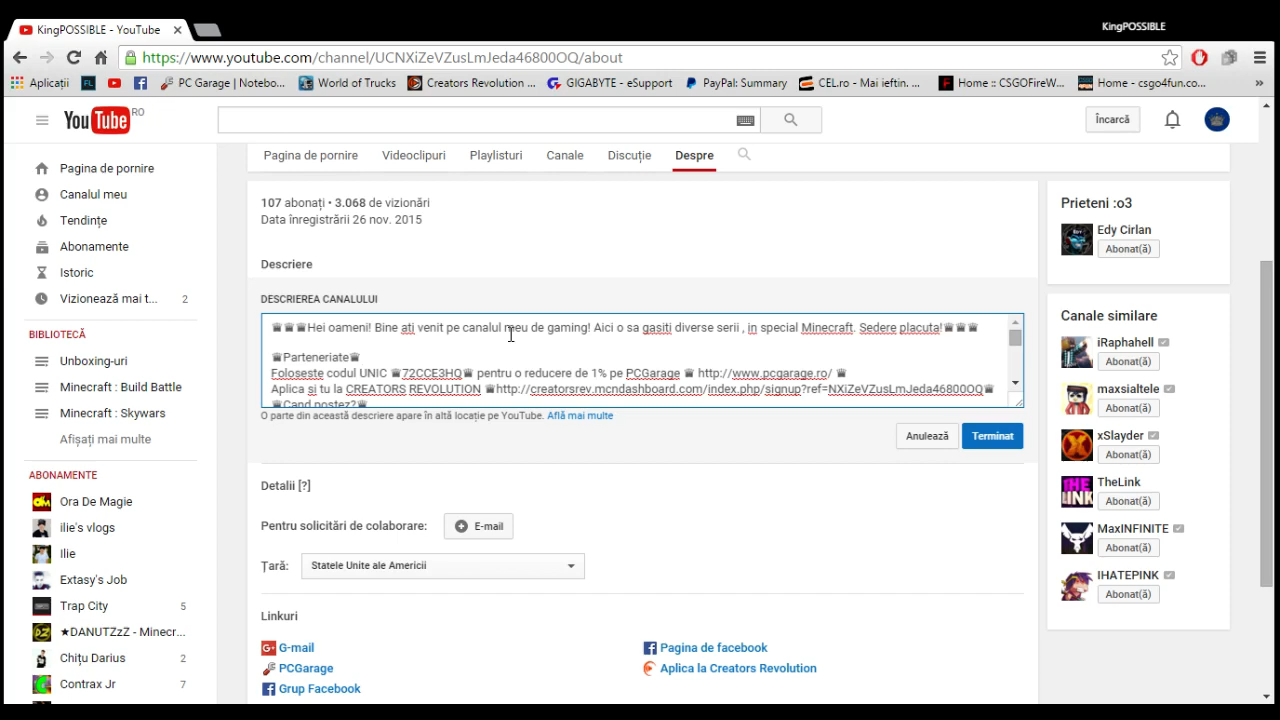 KingPOSSIBLE
KingPOSSIBLE - YouTube
https://www.youtube.com/channel/UCNXiZeVZusLmJeda46800OQ/about
Aplicații
FL
PC Garage | Notebo...
World of Trucks
Creators Revolution ...
GIGABYTE - eSupport
PayPal: Summary
CEL.ro - Mai ieftin. ...
Home :: CSGOFireW...
Home - csgo4fun.co...
»
YouTube RO
Încarcă
Pagina de pornire
Videoclipuri
Playlisturi
Canale
Discuție
Despre
Pagina de pornire
Canalul meu
Tendințe
Abonamente
Istoric
Vizionează mai t... 2
BIBLIOTECĂ
Uneixing-uri
Minecraft : Build Battle
Minecraft : Skywars
Afișați mai multe
ABONAMENTE
Ora De Magie
ilie's vlogs
Ilie
Extasy's Job
Trap City 5
★DANUTZzZ - Minecr...
Chițu Darius 2
Contrax Jr 7
107 abonați • 3.068 de vizionări
Data înregistrării 26 nov. 2015
Descriere
DESCRIEREA CANALULUI
♛♛♛Hei oameni! Bine ati venit pe canalul meu de gaming! Aici o sa gasiti diverse serii , in special Minecraft. Sedere placuta!♛♛♛
♛Parteneriate♛
Foloseste codul UNIC ♛72CCE3HQ♛ pentru o reducere de 1% pe PCGarage ♛ http://www.pcgarage.ro/ ♛
Aplica și tu la CREATORS REVOLUTION ♛http://creatorsrev.mcndashboard.com/index.php/signup?ref=NXiZeVZusLmJeda46800OQ♛
♛Cand postez?♛
O parte din această descriere apare în altă locație pe YouTube. Află mai multe
Anulează
Terminat
Detalii [?]
Pentru solicitări de colaborare:
E-mail
Țară:
Statele Unite ale Americii
Linkuri
G-mail
Pagina de facebook
PCGarage
Aplica la Creators Revolution
Grup Facebook
Prieteni :o3
Edy Cirlan
Abonat(ă)
Canale similare
iRaphahell
Abonat(ă)
maxsialtele
Abonat(ă)
xSlayder
Abonat(ă)
TheLink
Abonat(ă)
MaxINFINITE
Abonat(ă)
IHATEPINK
Abonat(ă)